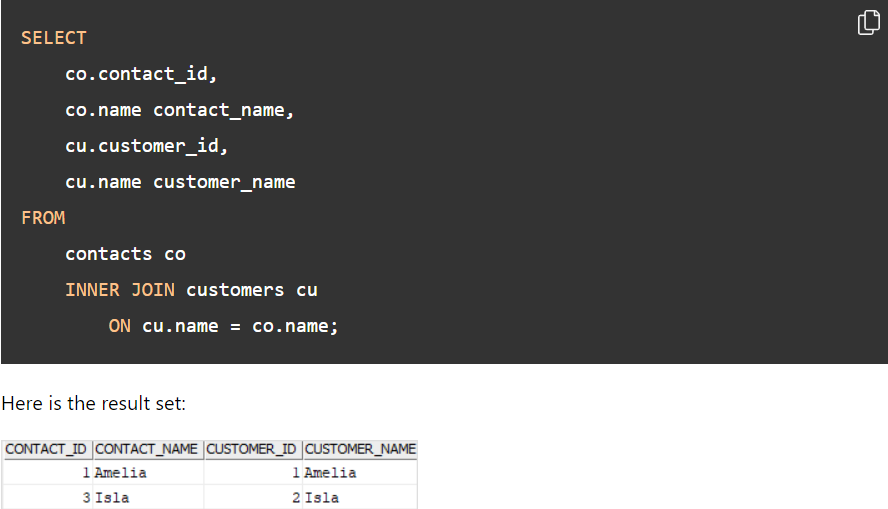 SELECT
co.contact_id,
co.name contact_name,
cu.customer_id,
cu.name customer_name
FROM
contacts co
INNER JOIN customers cu
ON cu.name = co.name;
Here is the result set:
CONTACT_ID CONTACT_NAME CUSTOMER_ID CUSTOMER_NAME
1 Amelia 1 Amelia
3 Isla 2 Isla